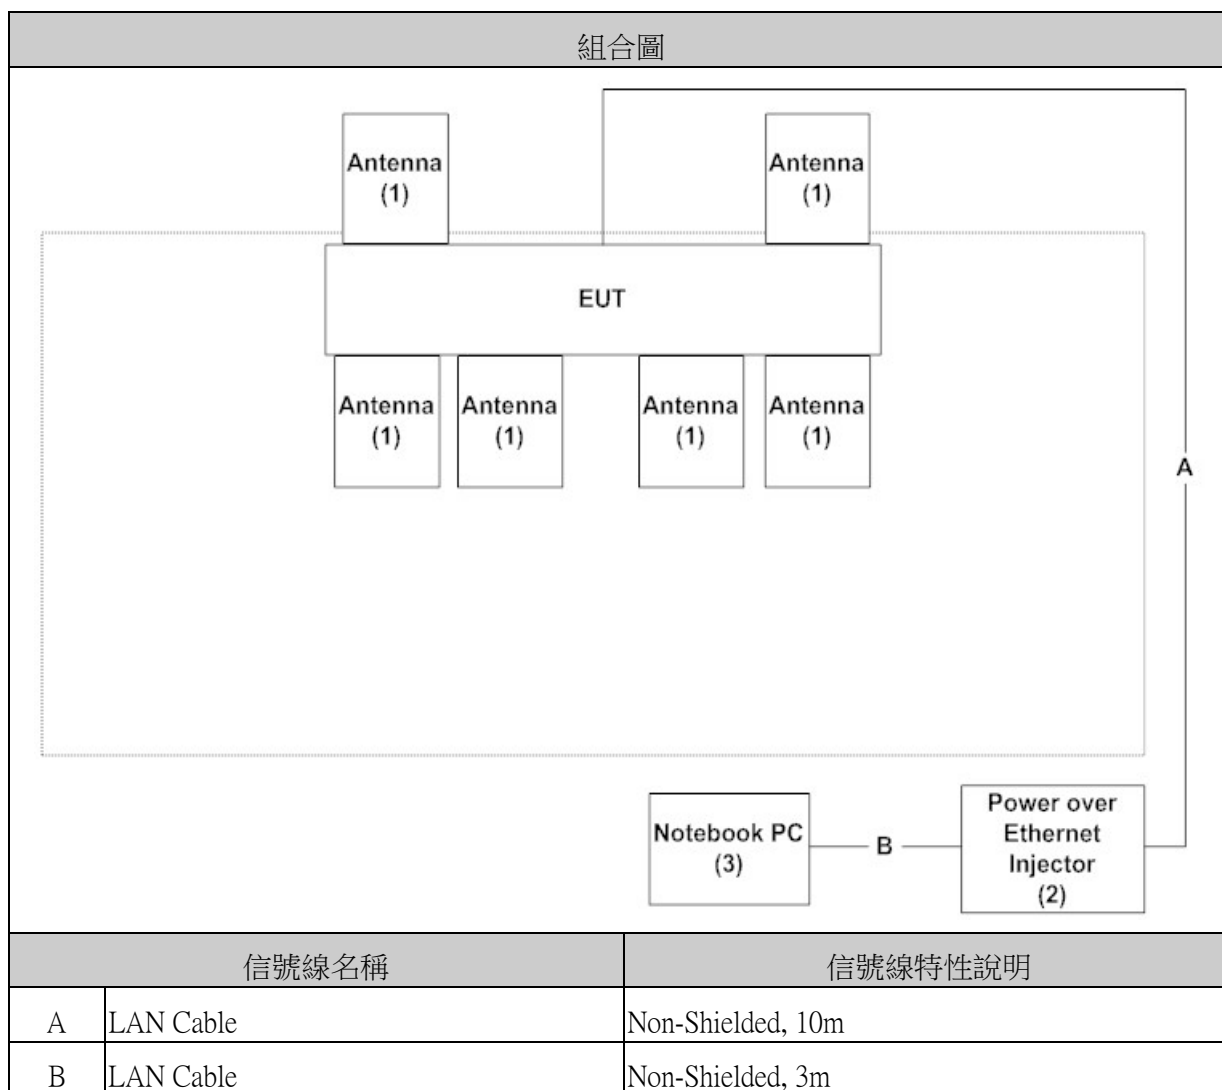 組合圖
Antenna
(1)
Antenna
(1)
EUT
Antenna
(1)
Antenna
(1)
Antenna
(1)
Antenna
(1)
A
Notebook PC
(3)
B
Power over
Ethernet
Injector
(2)
信號線名稱 信號線特性說明
A LAN Cable Non-Shielded, 10m
B LAN Cable Non-Shielded, 3m